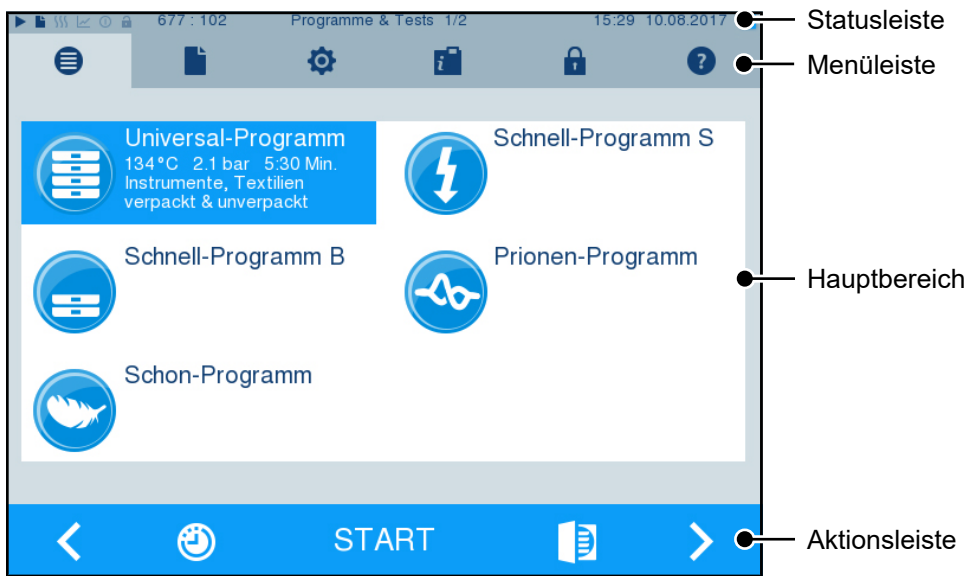 677 : 102 Programme & Tests 1/2 15:29 10.08.2017
Statusleiste
Menüleiste
Universal-Programm
134°C 2.1 bar 5:30 Min.
Instrumente, Textilien
verpackt & unverpackt
Schnell-Programm S
Schnell-Programm B
Prionen-Programm
Hauptbereich
Schon-Programm
START
Aktionsleiste